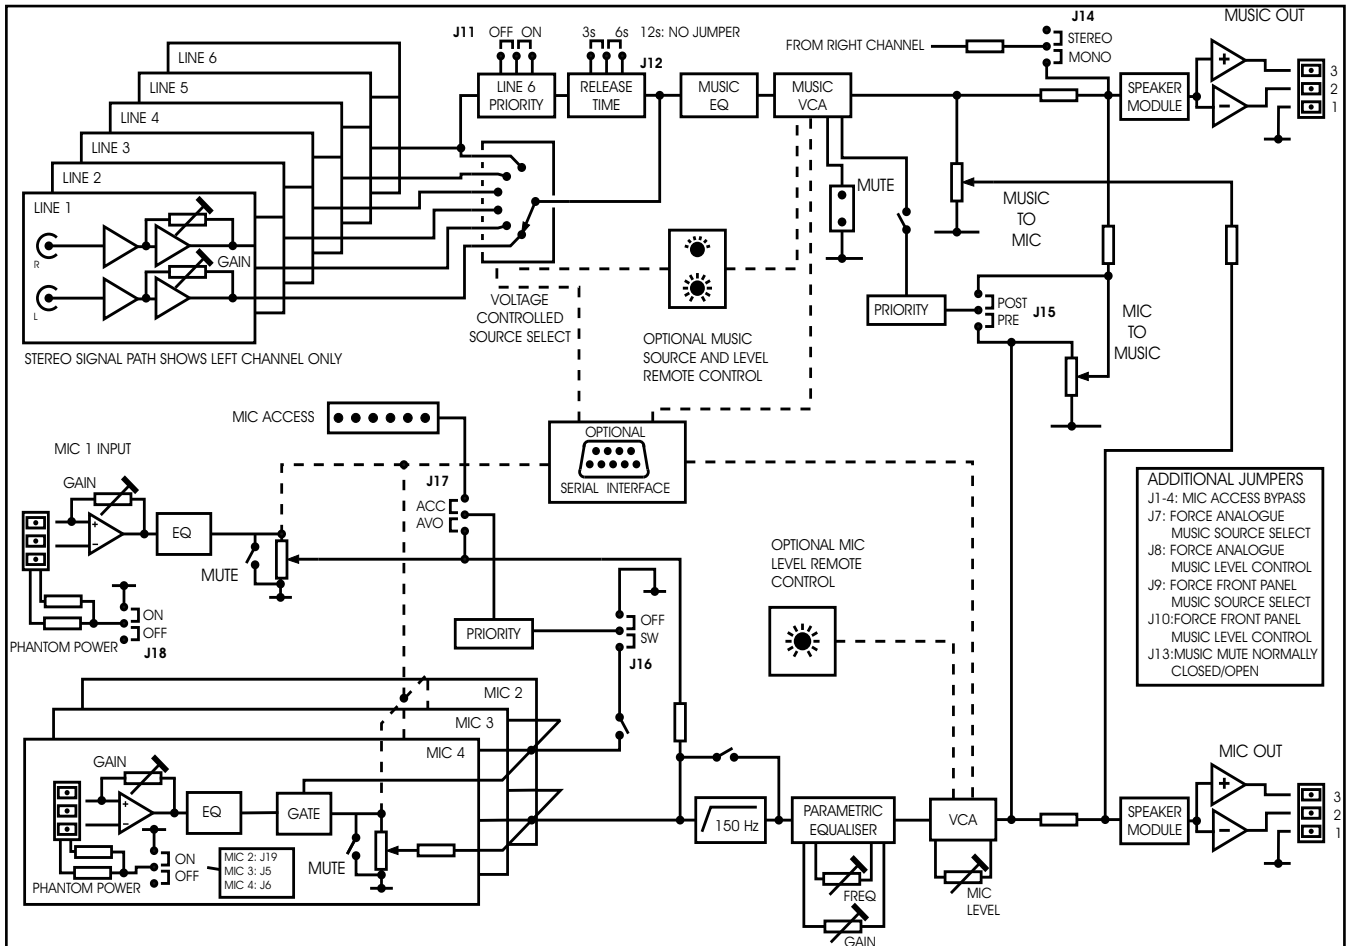 J14
MUSIC OUT
J11
OFF ON
3s 6s 12s: NO JUMPER
FROM RIGHT CHANNEL
STEREO
MONO
LINE 6
LINE 5
LINE 4
LINE 3
LINE 2
LINE 1
J12
LINE 6
PRIORITY
RELEASE
TIME
MUSIC
EQ
MUSIC
VCA
SPEAKER
MODULE
+
−
3
2
1
R
L
GAIN
MUTE
MUSIC
TO
MIC
VOLTAGE
CONTROLLED
SOURCE SELECT
PRIORITY
POST
PRE
J15
MIC
TO
MUSIC
OPTIONAL MUSIC
SOURCE AND LEVEL
REMOTE CONTROL
STEREO SIGNAL PATH SHOWS LEFT CHANNEL ONLY
MIC ACCESS
OPTIONAL
SERIAL INTERFACE
MIC 1 INPUT
GAIN
+
−
EQ
MUTE
J17
ACC
AVO
ON
OFF
PHANTOM POWER
J18
PRIORITY
OFF
SW
J16
OPTIONAL MIC
LEVEL REMOTE
CONTROL
ADDITIONAL JUMPERS
J1-4: MIC ACCESS BYPASS
J7: FORCE ANALOGUE
MUSIC SOURCE SELECT
J8: FORCE ANALOGUE
MUSIC LEVEL CONTROL
J9: FORCE FRONT PANEL
MUSIC SOURCE SELECT
J10:FORCE FRONT PANEL
MUSIC LEVEL CONTROL
J13:MUSIC MUTE NORMALLY
CLOSED/OPEN
MIC 2
MIC 3
MIC 4
GAIN
+
−
EQ
GATE
MUTE
ON
OFF
PHANTOM POWER
MIC 2: J19
MIC 3: J5
MIC 4: J6
150 Hz
PARAMETRIC
EQUALISER
FREQ
GAIN
VCA
MIC
LEVEL
MIC OUT
SPEAKER
MODULE
+
−
3
2
1